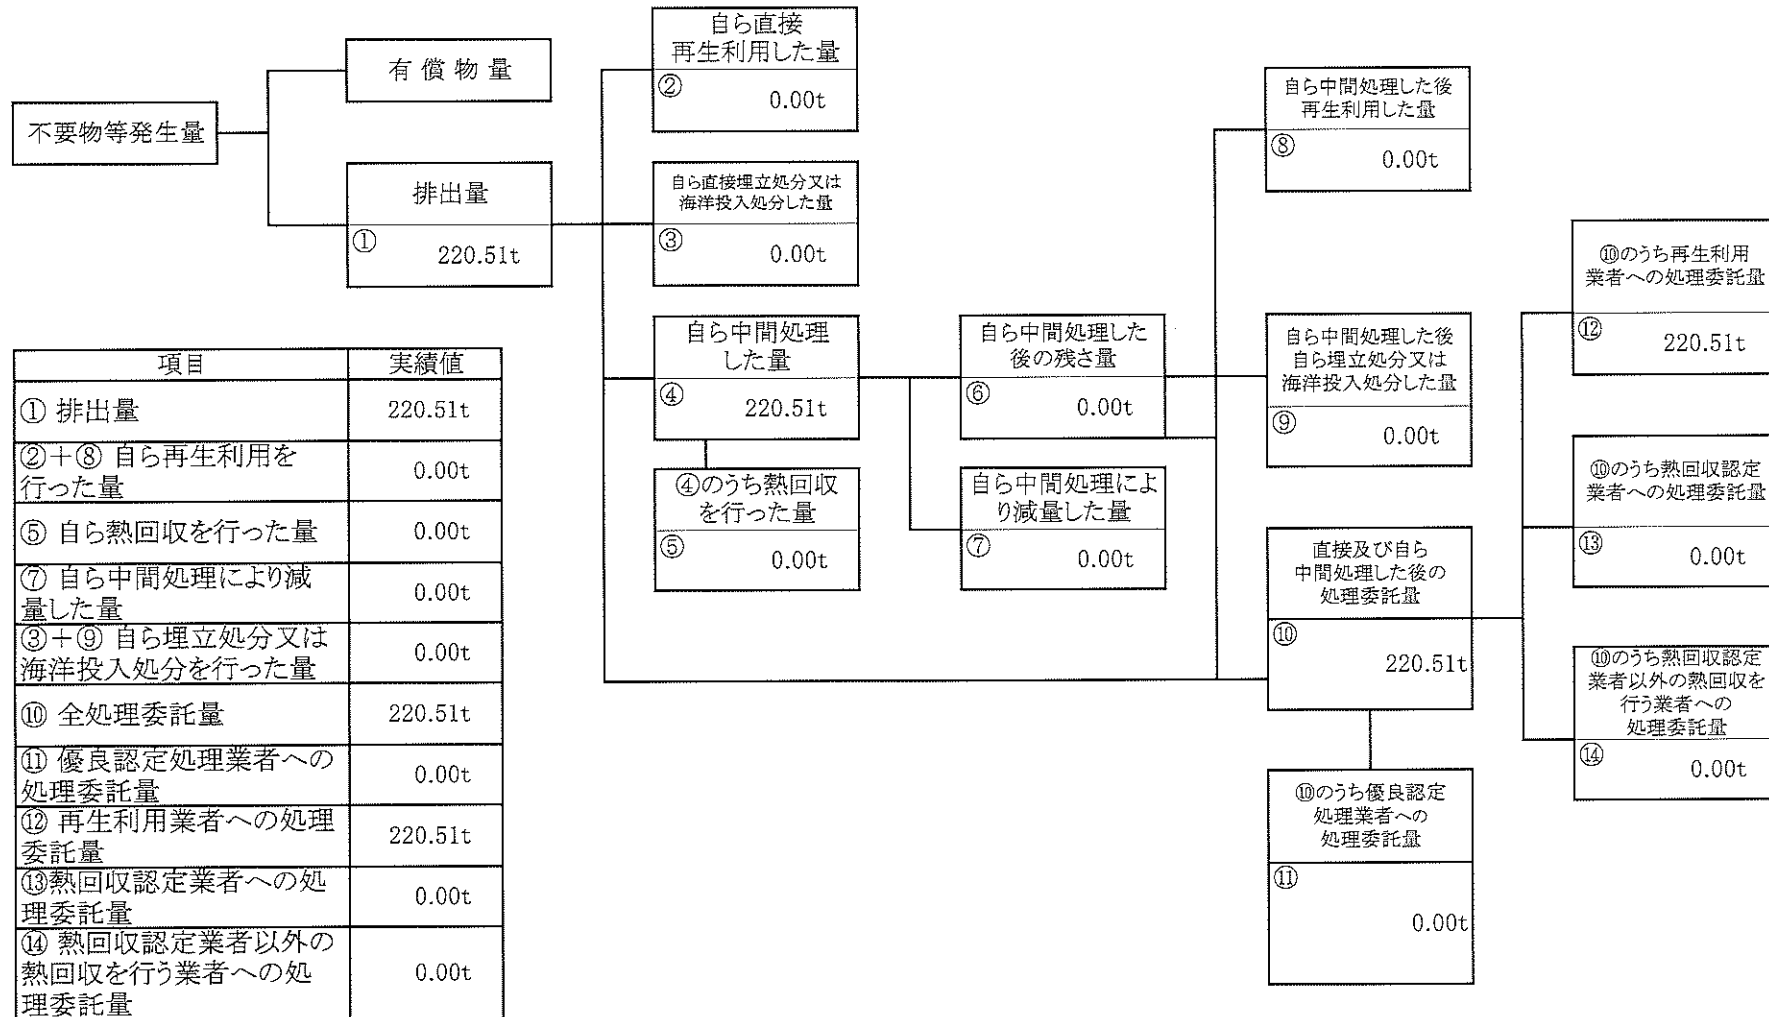 不要物等発生量
有償物量
排出量
①
220.51t
自ら直接
再生利用した量
②
0.00t
自ら直接埋立処分又は
海洋投入処分した量
③
0.00t
自ら中間処理
した量
④
220.51t
④のうち熱回収
を行った量
⑤
0.00t
自ら中間処理した
後の残さ量
⑥
0.00t
自ら中間処理によ
り減量した量
⑦
0.00t
自ら中間処理した後
再生利用した量
⑧
0.00t
自ら中間処理した後
自ら埋立処分又は
海洋投入処分した量
⑨
0.00t
直接及び自ら
中間処理した後の
処理委託量
⑩
220.51t
⑩のうち優良認定
処理業者への
処理委託量
⑪
0.00t
⑩のうち再生利用
業者への処理委託量
⑫
220.51t
⑩のうち熱回収認定
業者への処理委託量
⑬
0.00t
⑩のうち熱回収認定
業者以外の熱回収を
行う業者への
処理委託量
⑭
0.00t
項目 実績値
① 排出量 220.51t
②+⑧ 自ら再生利用を
行った量 0.00t
⑤ 自ら熱回収を行った量 0.00t
⑦ 自ら中間処理により減
量した量 0.00t
③+⑨ 自ら埋立処分又は
海洋投入処分を行った量 0.00t
⑩ 全処理委託量 220.51t
⑪ 優良認定処理業者への
処理委託量 0.00t
⑫ 再生利用業者への処理
委託量 220.51t
⑬熱回収認定業者への処
理委託量 0.00t
⑭ 熱回収認定業者以外の
熱回収を行う業者への処
理委託量 0.00t